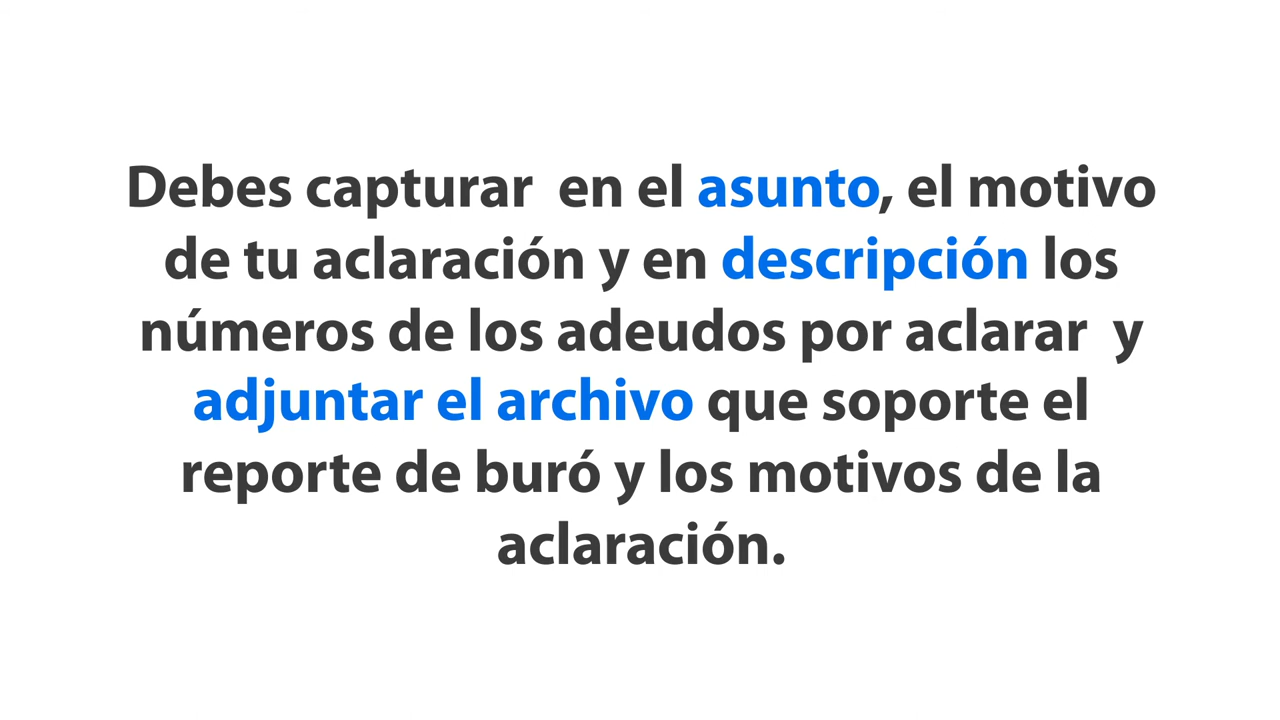 Debes capturar  en el asunto, el motivo
de tu aclaración y en descripción los
números de los adeudos por aclarar  y
adjuntar el archivo que soporte el
reporte de buró y los motivos de la
aclaración.